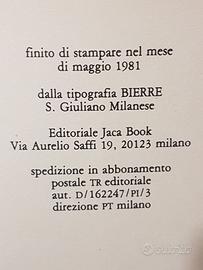 finito di stampare nel mese
di maggio 1981
dalla tipografia BIERRE
S. Giuliano Milanese
Editoriale Jaca Book
Via Aurelio Saffi 19, 20123 milano
spedizione in abbonamento
postale TR editoriale
aut. D/162247/PI/3
direzione PT milano
subito